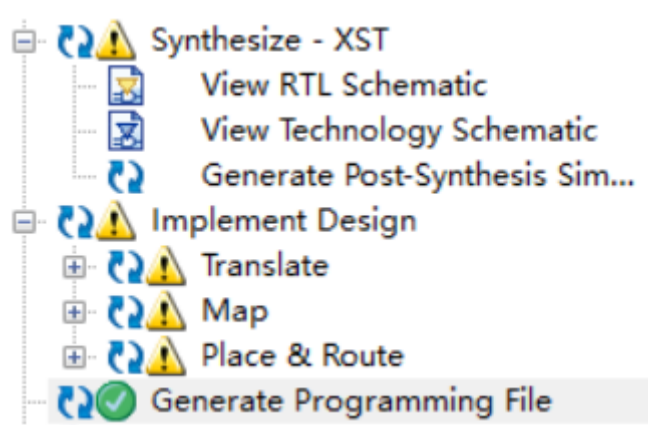 Synthesize - XST
View RTL Schematic
View Technology Schematic
Generate Post-Synthesis Sim...
Implement Design
Translate
Map
Place & Route
Generate Programming File